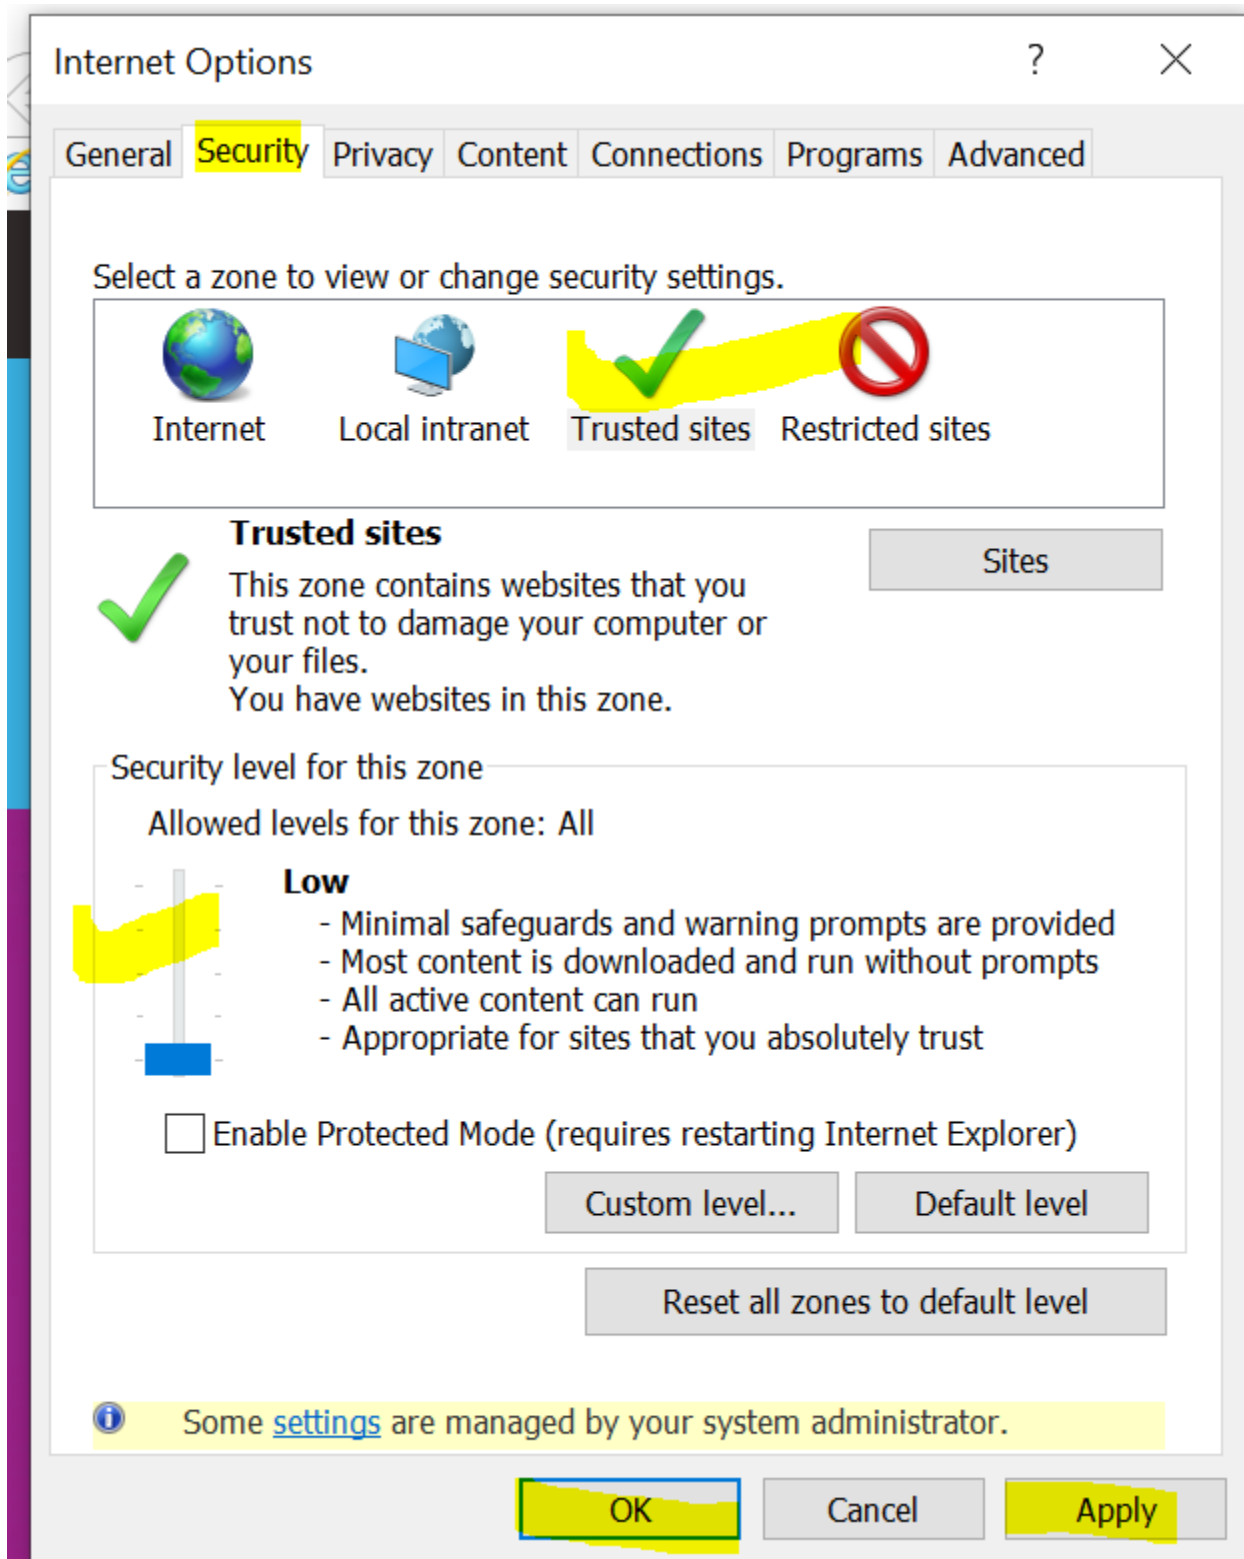 Internet Options ?
General Security Privacy Content Connections Programs Advanced
Select a zone to view or change security settings.
Internet Local intranet Trusted sites Restricted sites
Trusted sites
Sites
This zone contains websites that you
trust not to damage your computer or
your files.
You have websites in this zone.
Security level for this zone
Allowed levels for this zone: All
Low
- Minimal safeguards and warning prompts are provided
- Most content is downloaded and run without prompts
- All active content can run
- Appropriate for sites that you absolutely trust
Enable Protected Mode (requires restarting Internet Explorer)
Custom level... Default level
Reset all zones to default level
Some settings are managed by your system administrator.
OK Cancel Apply